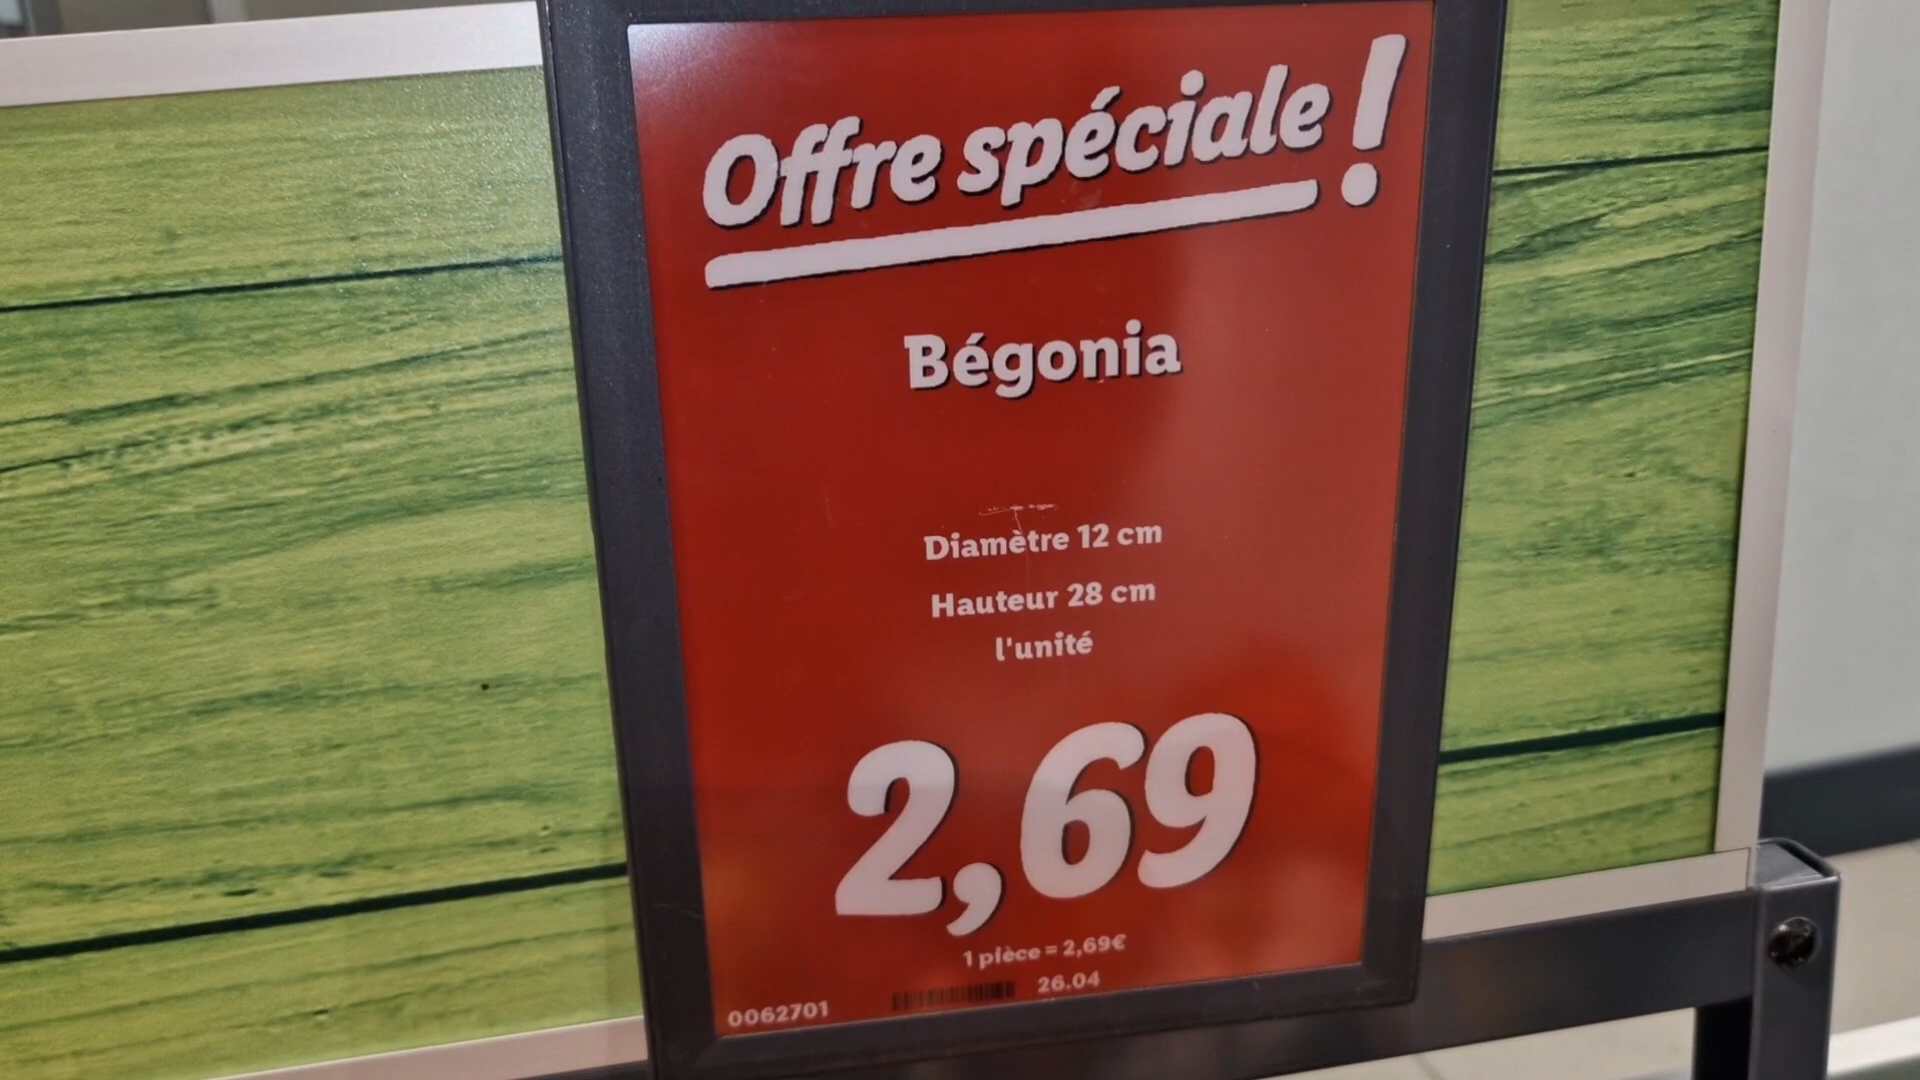 Offre spéciale!
Bégonia
Diamètre 12 cm
Hauteur 28 cm
l'unité
2,69
1 pièce = 2,69€
26.04
0062701